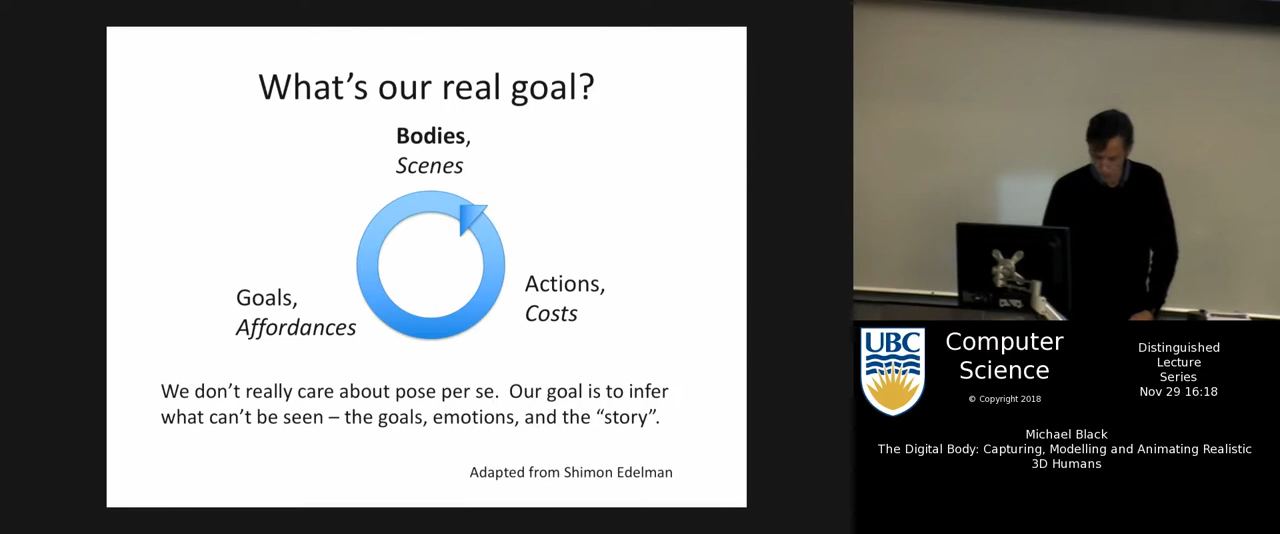 What's our real goal?
Bodies,
Scenes
Goals,
Affordances
Actions,
Costs
We don't really care about pose per se. Our goal is to infer
what can't be seen – the goals, emotions, and the “story”.
Adapted from Shimon Edelman
UBC
Computer
Science
© Copyright 2018
Distinguished
Lecture
Series
Nov 29 16:18
Michael Black
The Digital Body: Capturing, Modelling and Animating Realistic
3D Humans